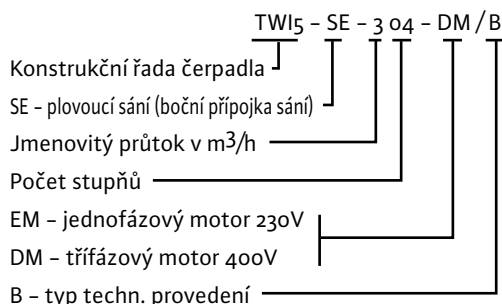 TWI5 – SE – 3 04 – DM / B
Konstrukční řada čerpadla
SE – plovoucí sání (boční přípojka sání)
Jmenovitý průtok v m3/h
Počet stupňů
EM – jednofázový motor 230V
DM – třífázový motor 400V
B – typ techn. provedení